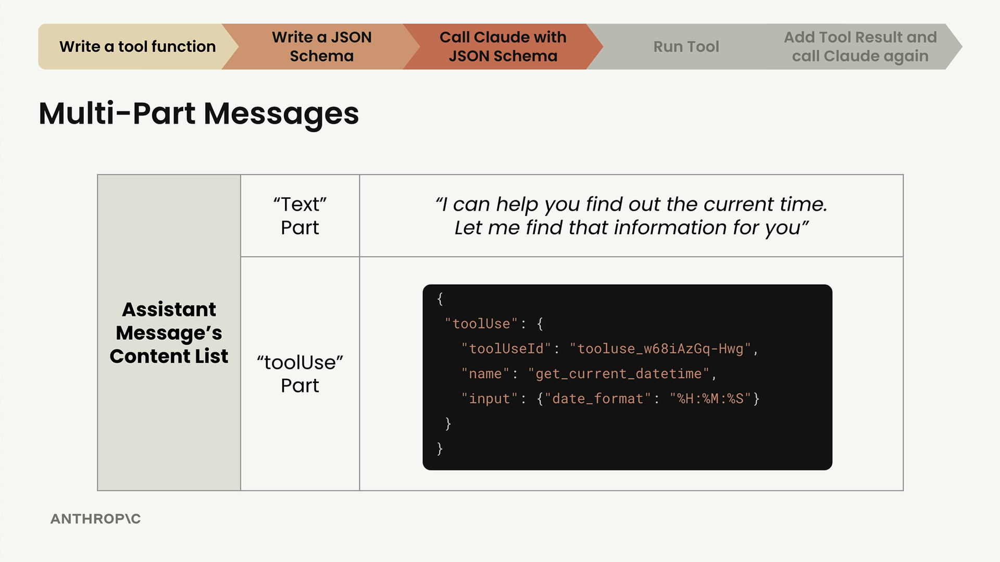 Write a tool function
Write a JSON
Schema
Call Claude with
JSON Schema
Run Tool
Add Tool Result and
call Claude again
Multi-Part Messages
Assistant
Message’s
Content List
“Text”
Part
“I can help you find out the current time.
Let me find that information for you”
“toolUse”
Part
{
"toolUse": {
"toolUseId": "tooluse_w68iAzGq-Hwg",
"name": "get_current_datetime",
"input": {"date_format": "%H:%M:%S"}
}
}
ANTHROP\C